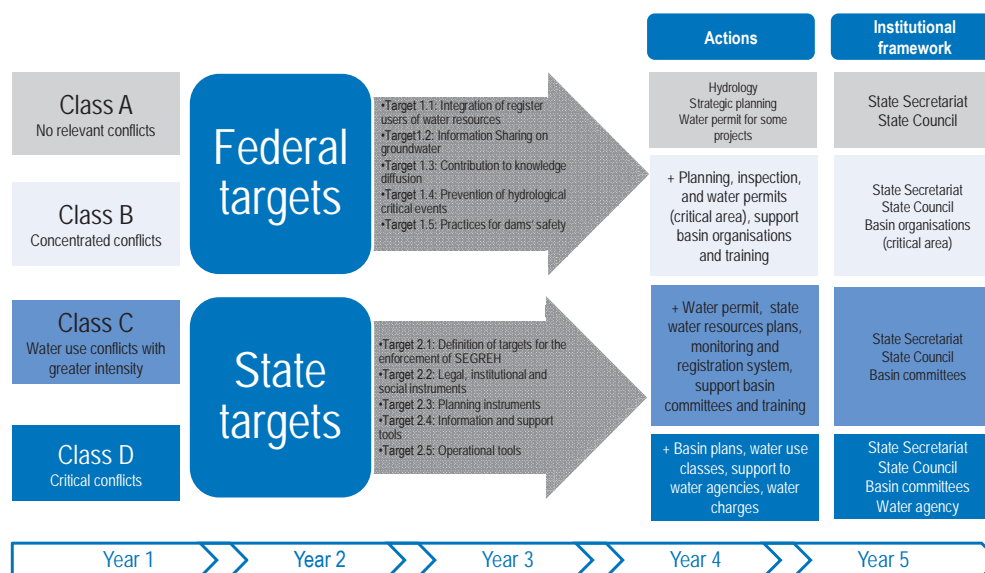 Actions
Institutional
framework
Class A
No relevant conflicts
Class B
Concentrated conflicts
Class C
Water use conflicts with
greater intensity
Class D
Critical conflicts
Federal
targets
•Target 1.1: Integration of register
users of water resources
•Target1.2: Information Sharing on
groundwater
•Target 1.3: Contribution to knowledge
diffusion
•Target 1.4: Prevention of hydrological
critical events
•Target 1.5: Practices for dams' safety
State
targets
•Target 2.1: Definition of targets for the
enforcement of SEGREH
•Target 2.2: Legal, institutional and
social instruments
•Target 2.3: Planning instruments
•Target 2.4: Information and support
tools
•Target 2.5: Operational tools
Hydrology
Strategic planning
Water permit for some
projects
State Secretariat
State Council
+ Planning, inspection,
and water permits
(critical area), support
basin organisations
and training
State Secretariat
State Council
Basin organisations
(critical area)
+ Water permit, state
water resources plans,
monitoring and
registration system,
support basin
committees and training
State Secretariat
State Council
Basin committees
+ Basin plans, water use
classes, support to
water agencies, water
charges
State Secretariat
State Council
Basin committees
Water agency
Year 1
Year 2
Year 3
Year 4
Year 5